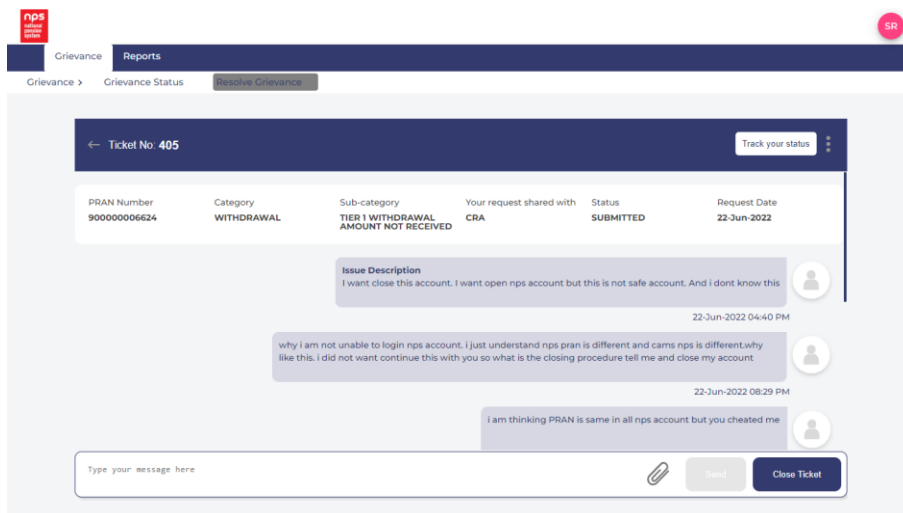 nps
national
pension
system
SR
Grievance Reports
Grievance > Grievance Status Resolve Grievance
← Ticket No: 405 Track your status
PRAN Number Category Sub-category Your request shared with Status Request Date
900000006624 WITHDRAWAL TIER 1 WITHDRAWAL CRA SUBMITTED 22-Jun-2022
AMOUNT NOT RECEIVED
Issue Description
I want close this account. I want open nps account but this is not safe account. And i dont know this
22-Jun-2022 04:40 PM
why i am not unable to login nps account. i just understand nps pran is different and cams nps is different.why
like this. i did not want continue this with you so what is the closing procedure tell me and close my account
22-Jun-2022 08:29 PM
i am thinking PRAN is same in all nps account but you cheated me
Type your message here Send Close Ticket